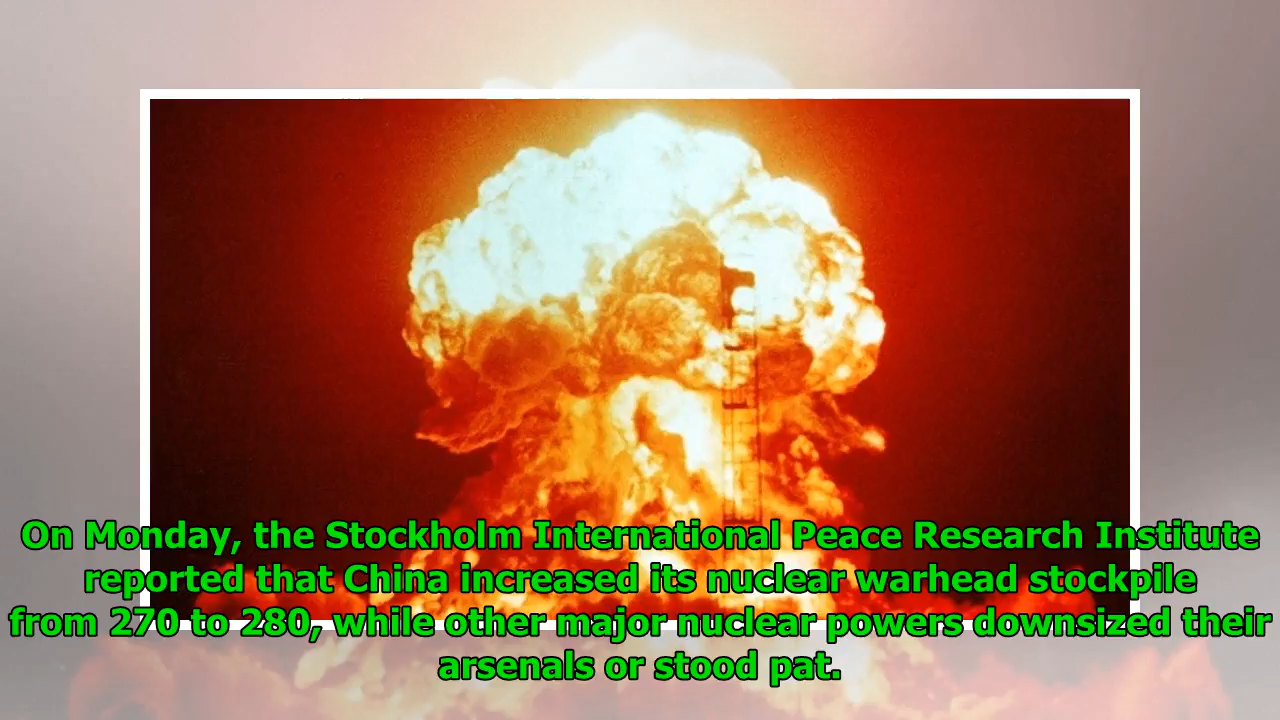 On Monday, the Stockholm International Peace Research Institute
reported that China increased its nuclear warhead stockpile
from 270 to 280, while other major nuclear powers downsized their
arsenals or stood pat.